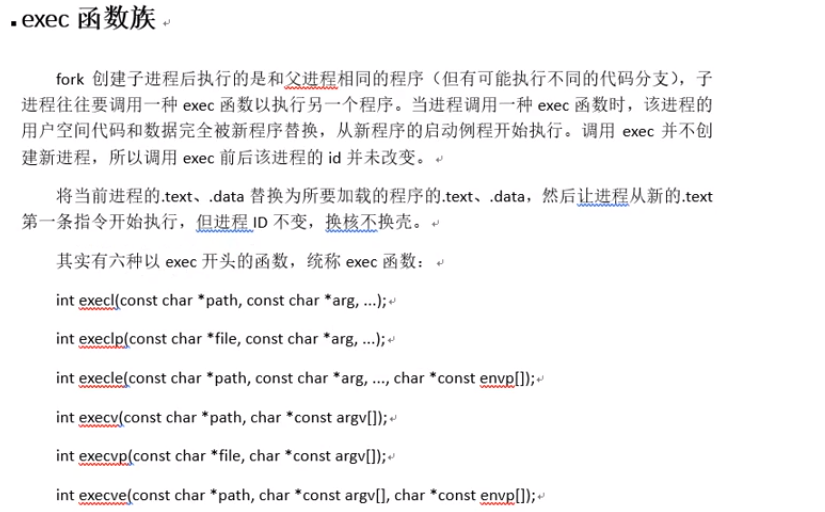 exec 函数族
fork 创建子进程后执行的是和父进程相同的程序（但有可能执行不同的代码分支），子
进程往往要调用一种 exec 函数以执行另一个程序。当进程调用一种 exec 函数时，该进程的
用户空间代码和数据完全被新程序替换，从新程序的启动例程开始执行。调用 exec 并不创
建新进程，所以调用 exec 前后该进程的 id 并未改变。
将当前进程的.text、.data 替换为所要加载的程序的.text、.data，然后让进程从新的.text
第一条指令开始执行，但进程 ID 不变，换核不换壳。
其实有六种以 exec 开头的函数，统称 exec 函数：
int execl(const char *path, const char *arg, ...);
int execlp(const char *file, const char *arg, ...);
int execle(const char *path, const char *arg, ..., char *const envp[]);
int execv(const char *path, char *const argv[]);
int execvp(const char *file, char *const argv[]);
int execve(const char *path, char *const argv[], char *const envp[]);